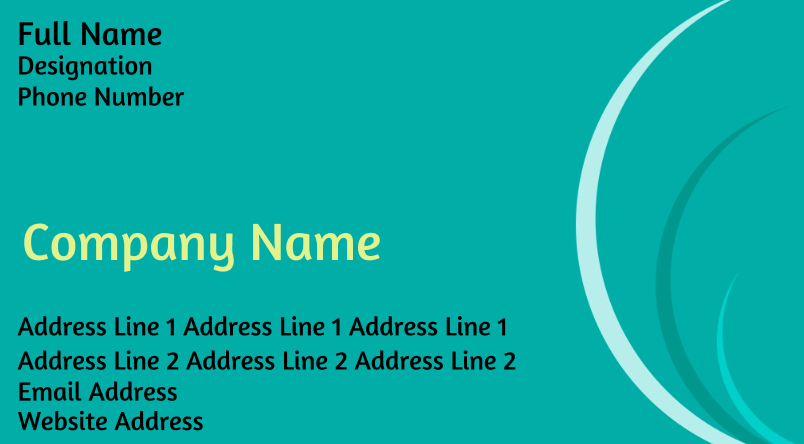 Full Name
Designation
Phone Number
Company Name
Address Line 1 Address Line 1 Address Line 1
Address Line 2 Address Line 2 Address Line 2
Email Address
Website Address